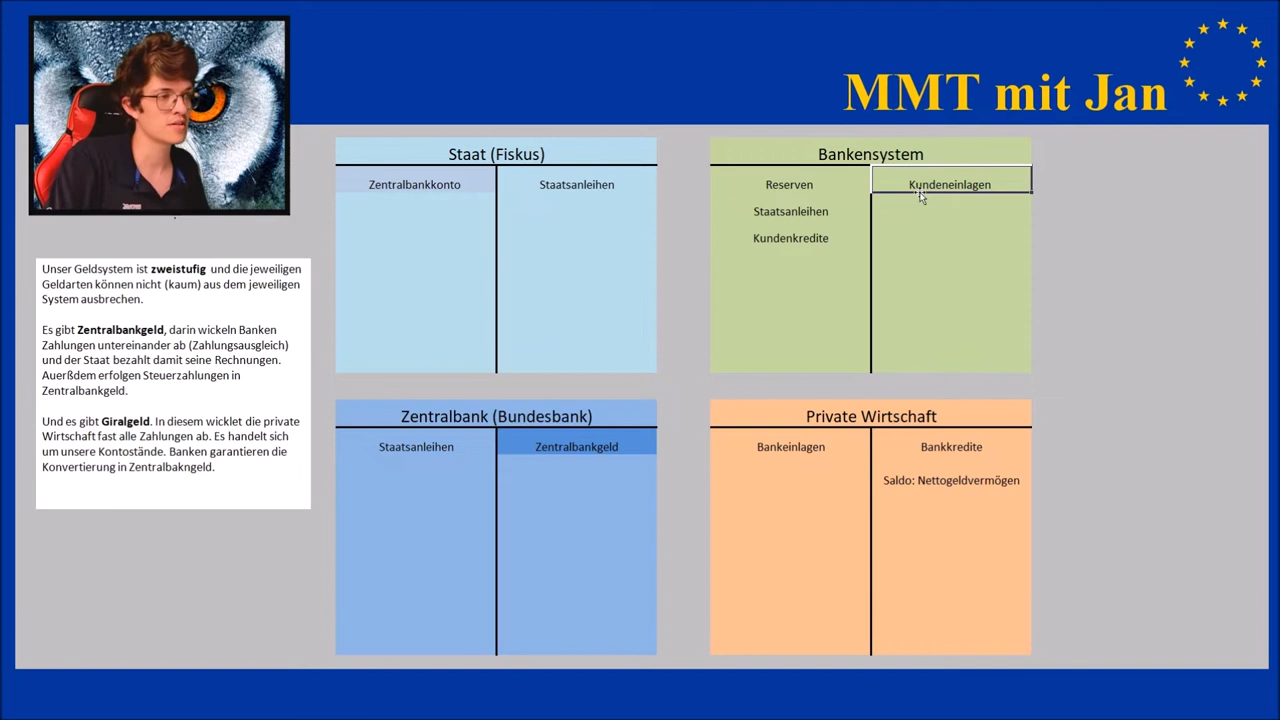 MMT mit Jan
Staat (Fiskus)
Zentralbankkonto
Staatsanleihen
Bankensystem
Reserven
Kundeneinlagen
Staatsanleihen
Kundenkredite
Unser Geldsystem ist zweistufig und die jeweiligen
Geldarten können nicht (kaum) aus dem jeweiligen
System ausbrechen.
Es gibt Zentralbankgeld, darin wickeln Banken
Zahlungen untereinander ab (Zahlungsausgleich)
und der Staat bezahlt damit seine Rechnungen.
Auerßdem erfolgen Steuerzahlungen in
Zentralbankgeld.
Und es gibt Giralgeld. In diesem wicklet die private
Wirtschaft fast alle Zahlungen ab. Es handelt sich
um unsere Kontostände. Banken garantieren die
Konvertierung in Zentralbakngeld.
Zentralbank (Bundesbank)
Staatsanleihen
Zentralbankgeld
Private Wirtschaft
Bankeinlagen
Bankkredite
Saldo: Nettogeldvermögen